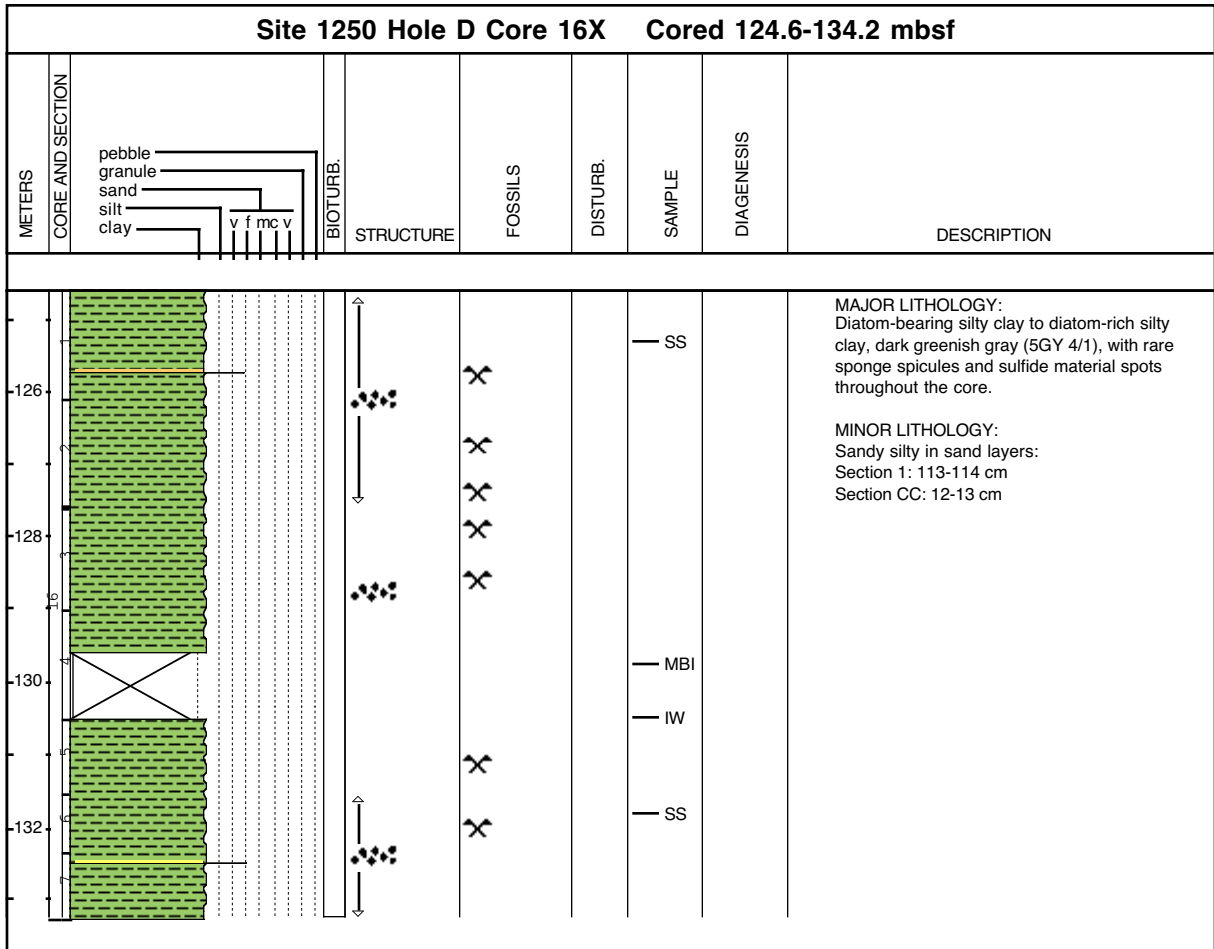 Site 1250 Hole D Core 16X Cored 124.6-134.2 mbsf
METERS
CORE AND SECTION
pebble
granule
sand
silt
clay
v f m c v
BIOTURB.
STRUCTURE
FOSSILS
DISTURB.
SAMPLE
DIAGENESIS
DESCRIPTION
MAJOR LITHOLOGY:
Diatom-bearing silty clay to diatom-rich silty
clay, dark greenish gray (5GY 4/1), with rare
sponge spicules and sulfide material spots
throughout the core.
MINOR LITHOLOGY:
Sandy silty in sand layers:
Section 1: 113-114 cm
Section CC: 12-13 cm
1
SS
126
2
128
3
16
4
MBI
130
IW
5
SS
6
132
7